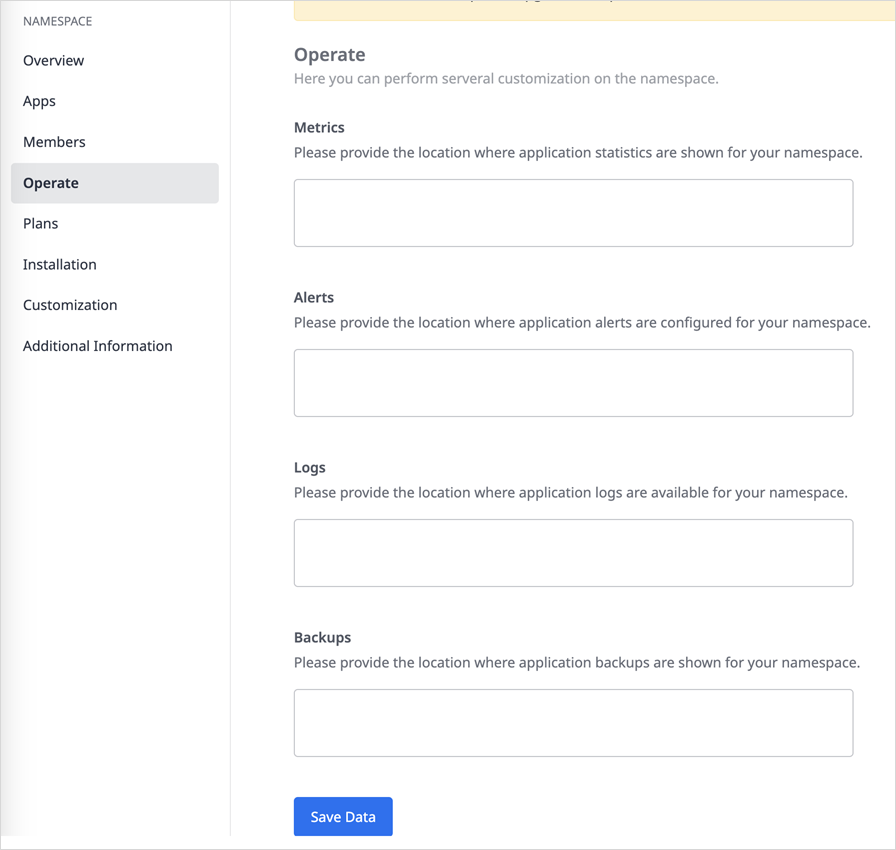 NAMESPACE
Overview
Apps
Members
Operate
Plans
Installation
Customization
Additional Information
Operate
Here you can perform serveral customization on the namespace.
Metrics
Please provide the location where application statistics are shown for your namespace.
Alerts
Please provide the location where application alerts are configured for your namespace.
Logs
Please provide the location where application logs are available for your namespace.
Backups
Please provide the location where application backups are shown for your namespace.
Save Data